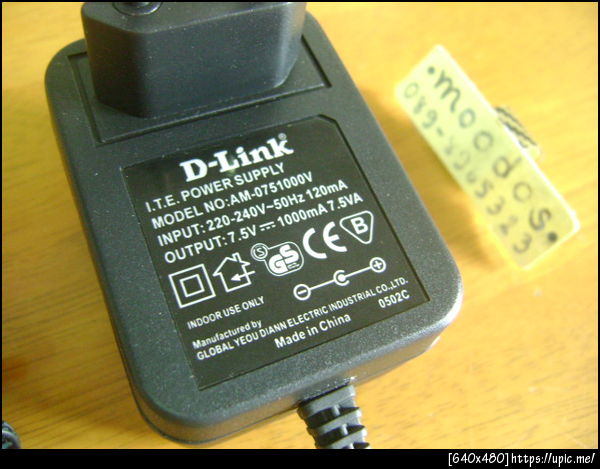 D-Link
I.T.E. POWER SUPPLY
MODEL NO:AM-0751000V
INPUT: 220-240V~50Hz 120mA
OUTPUT: 7.5V⎓1000mA 7.5VA
S GS CE B
INDOOR USE ONLY
Manufactured by
GLOBAL YEOU DIANN ELECTRIC INDUSTRIAL CO.,LTD.
Made in China
0502C
•moodos•
[640x480]https://upic.me/